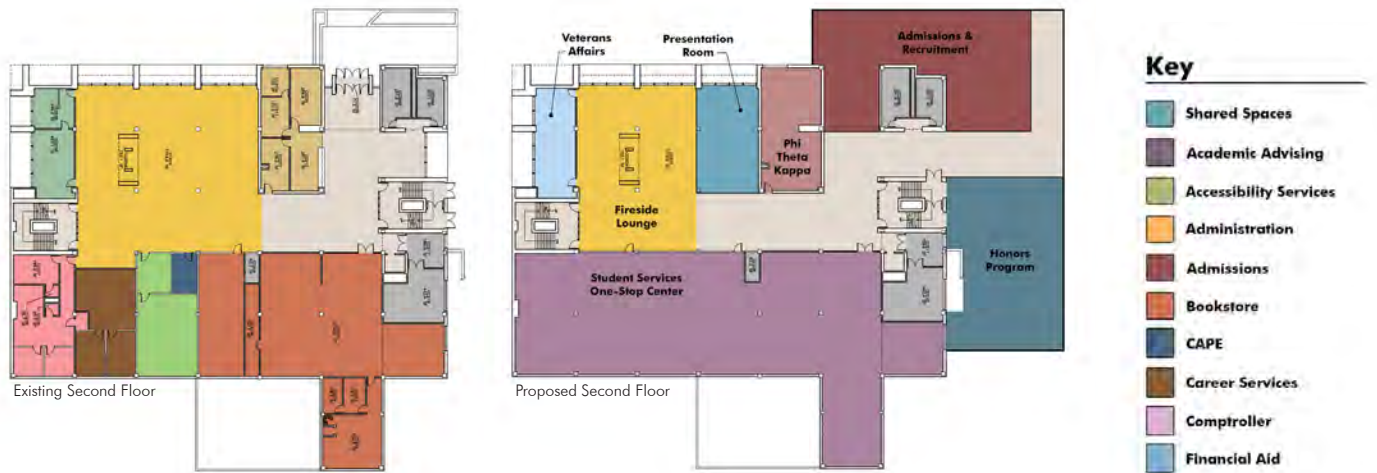 Veterans
Affairs
Presentation
Room
Admissions &
Recruitment
Phi
Theta
Kappa
Fireside
Lounge
Honors
Program
Student Services
One-Stop Center
Existing Second Floor
Proposed Second Floor
Key
Shared Spaces
Academic Advising
Accessibility Services
Administration
Admissions
Bookstore
CAPE
Career Services
Comptroller
Financial Aid